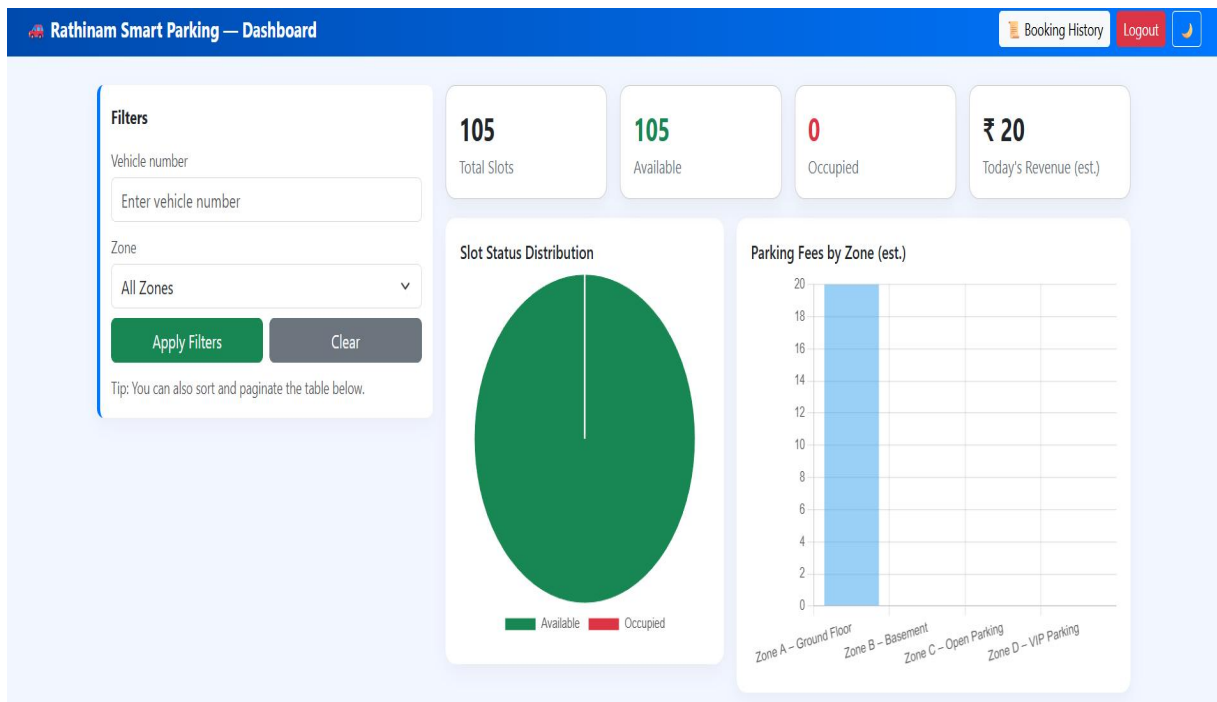 🚗 Rathinam Smart Parking — Dashboard
📜 Booking History
Logout
🌙
Filters
Vehicle number
Enter vehicle number
Zone
All Zones
Apply Filters
Clear
Tip: You can also sort and paginate the table below.
105
Total Slots
105
Available
0
Occupied
₹ 20
Today's Revenue (est.)
Slot Status Distribution
Available
Occupied
Parking Fees by Zone (est.)
20
18
16
14
12
10
8
6
4
2
0
Zone A – Ground Floor
Zone B – Basement
Zone C – Open Parking
Zone D – VIP Parking